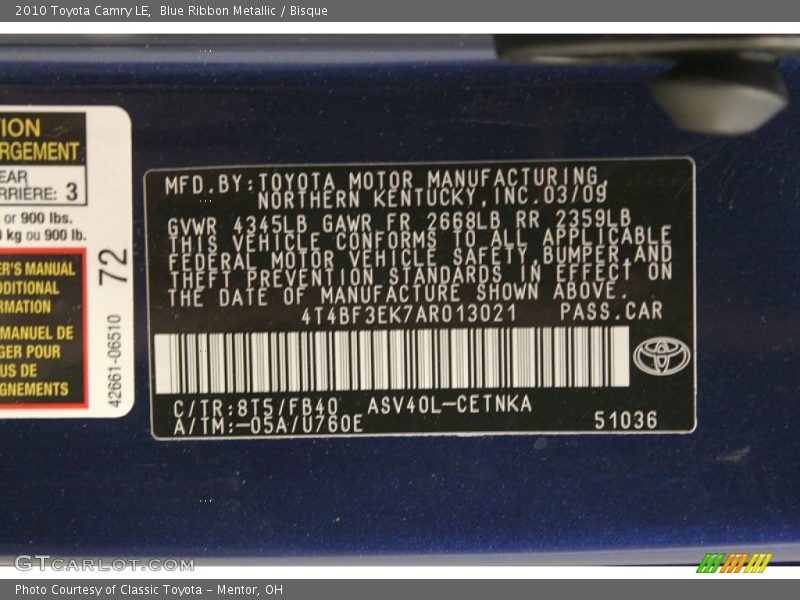 2010 Toyota Camry LE, Blue Ribbon Metallic / Bisque
ION
RGEMENT
EAR
RRIÈRE: 3
or 900 lbs.
kg ou 900 lb.
ER'S MANUAL
DDITIONAL
RMATION
MANUEL DE
GER POUR
US DE
GNEMENTS
72
42661-06510
MFD.BY:TOYOTA MOTOR MANUFACTURING,
NORTHERN KENTUCKY,INC.03/09
GVWR 4345LB GAWR FR 2668LB RR 2359LB
THIS VEHICLE CONFORMS TO ALL APPLICABLE
FEDERAL MOTOR VEHICLE SAFETY,BUMPER,AND
THEFT PREVENTION STANDARDS IN EFFECT ON
THE DATE OF MANUFACTURE SHOWN ABOVE.
4T4BF3EK7AR013021 PASS.CAR
C/TR:8T5/FB40 ASV40L-CETNKA
A/TM:-05A/U760E
51036
GTCARLOT.COM
Photo Courtesy of Classic Toyota - Mentor, OH